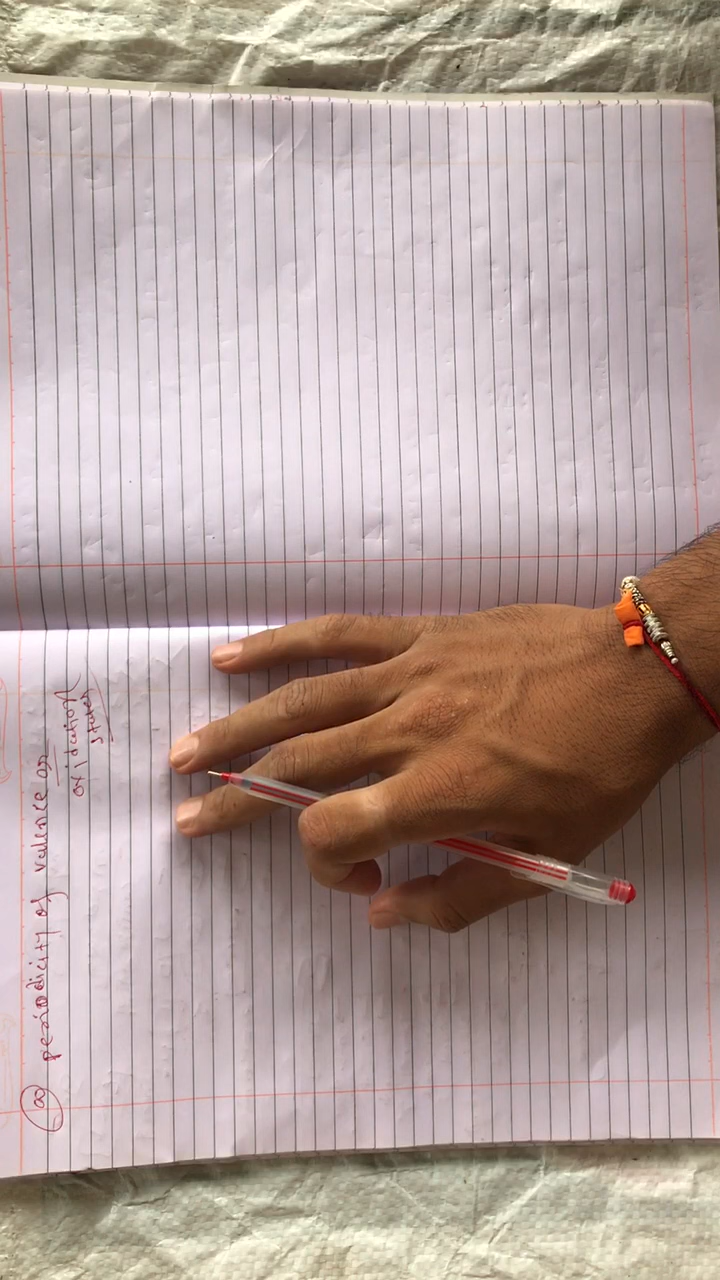 (a) periodicity of valence or
oxidation
states